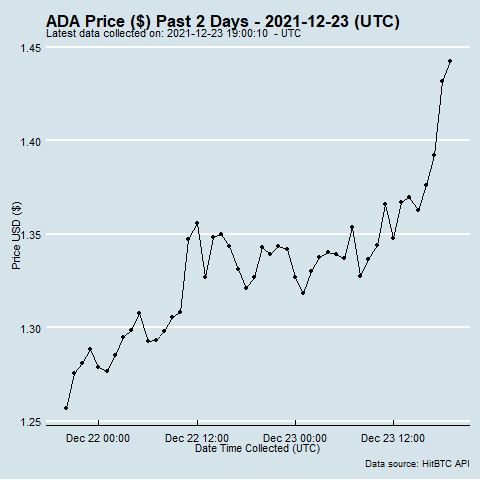 ADA Price ($) Past 2 Days - 2021-12-23 (UTC)
Latest data collected on: 2021-12-23 19:00:10 - UTC
1.45
1.40
1.35
1.30
1.25
Price USD ($)
Dec 22 00:00 Dec 22 12:00 Dec 23 00:00 Dec 23 12:00
Date Time Collected (UTC)
Data source: HitBTC API